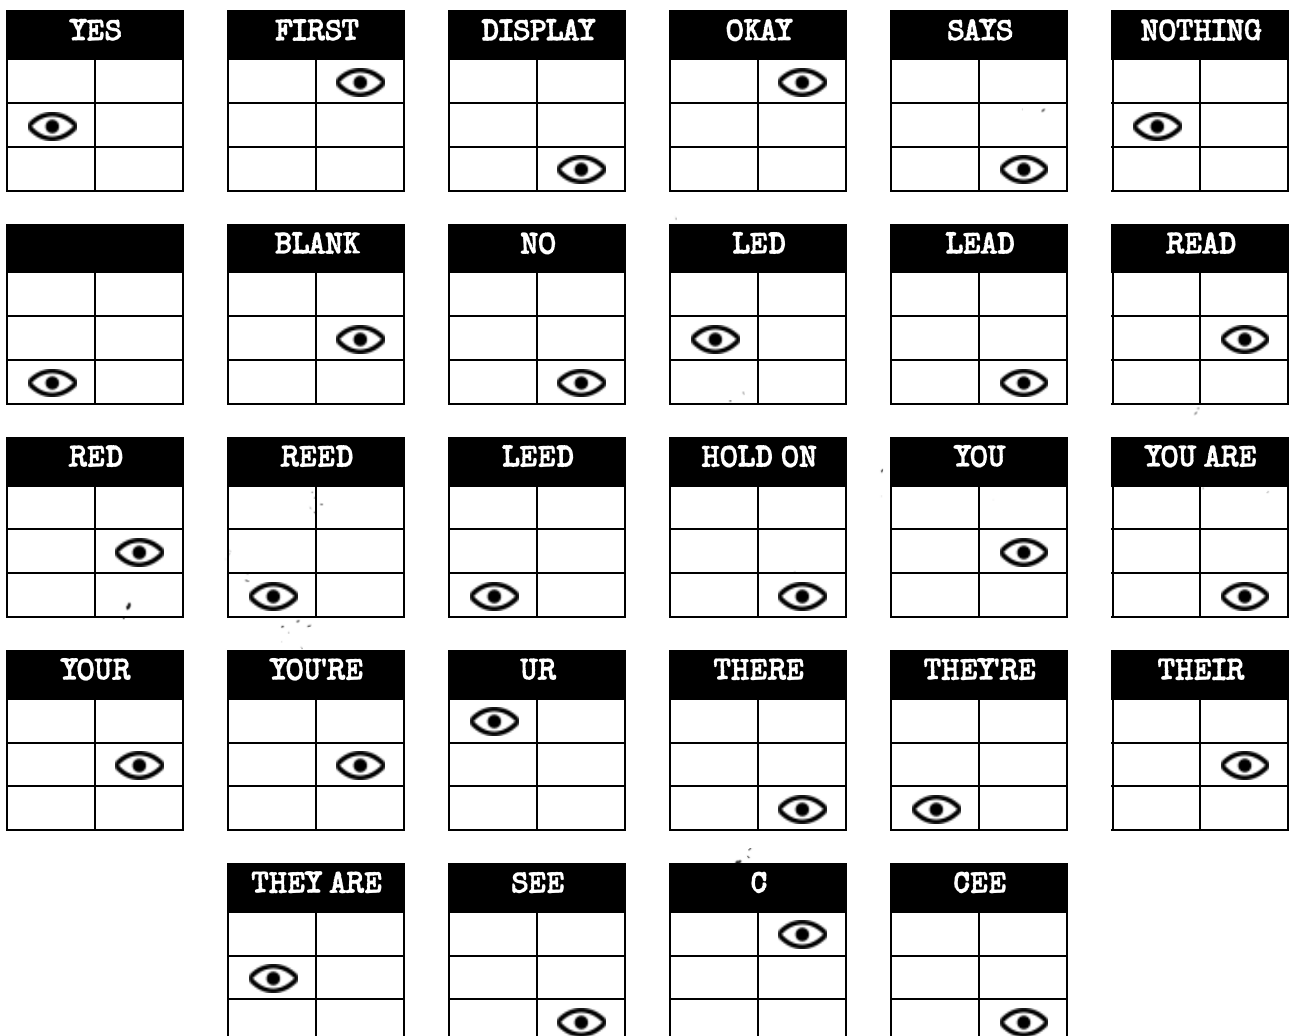 YES FIRST DISPLAY OKAY SAYS NOTHING
BLANK NO LED LEAD READ
RED REED LEED HOLD ON YOU YOU ARE
YOUR YOU'RE UR THERE THEY'RE THEIR
THEY ARE SEE C CEE